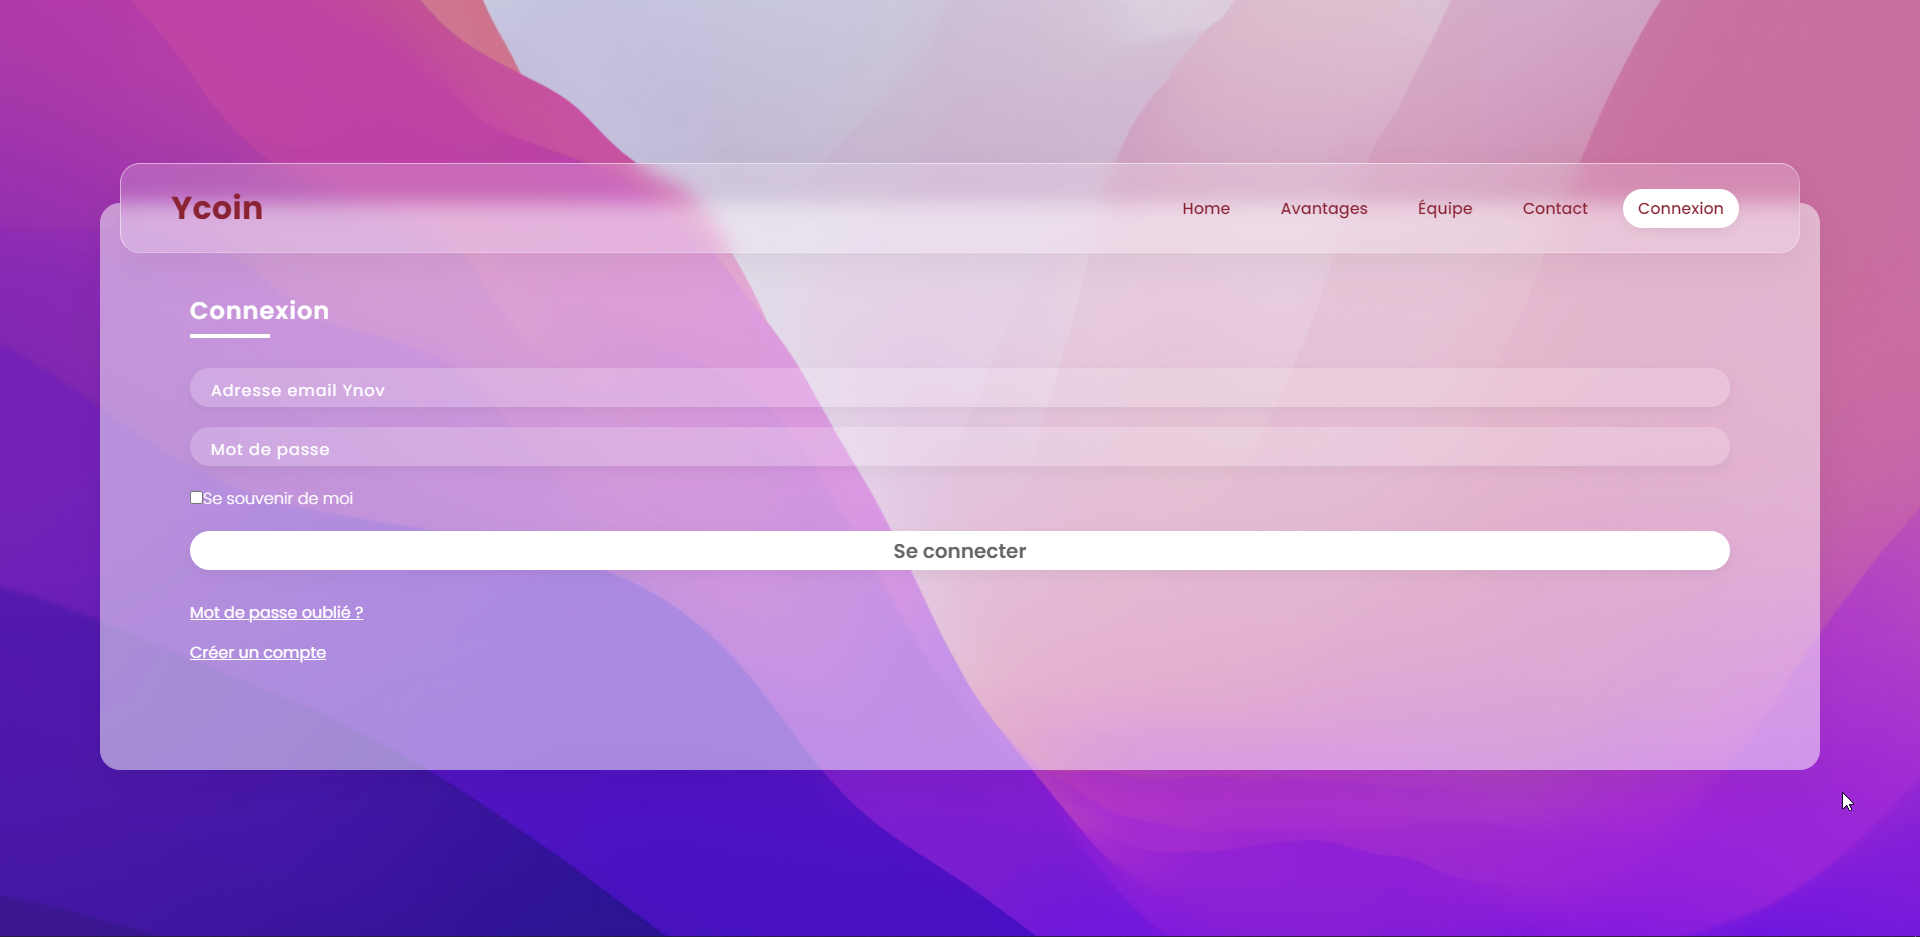 Ycoin
Home Avantages Équipe Contact Connexion
Connexion
Adresse email Ynov
Mot de passe
Se souvenir de moi
Se connecter
Mot de passe oublié ?
Créer un compte